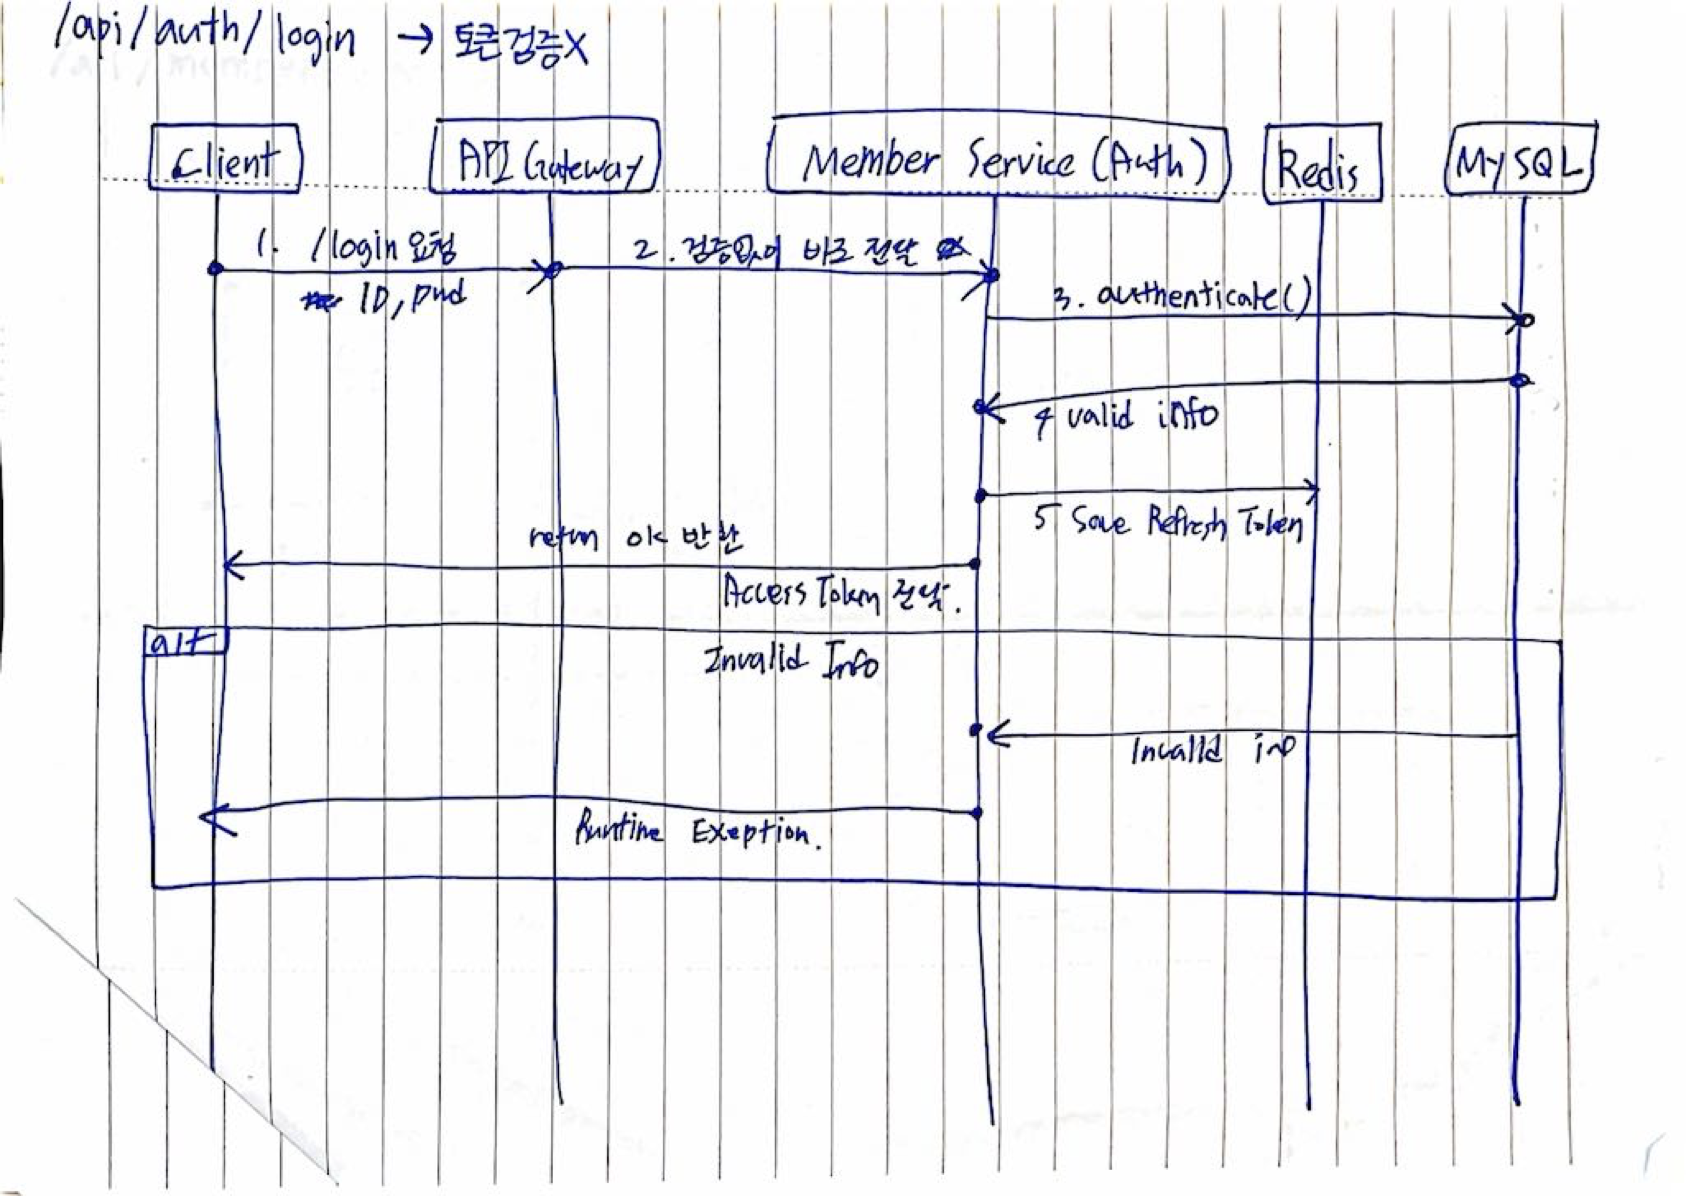 /api/auth/login → 토큰검증X
Client
API Gateway
Member Service (Auth)
Redis
MySQL
1. /login 요청
ID, pwd
2. 검증없이 바로 전달
3. authenticate()
4 valid info
5 Save Refresh Token
return ok 반환
Access Token 전달.
alt
Invalid Info
Invalid info
Runtime Exeption.